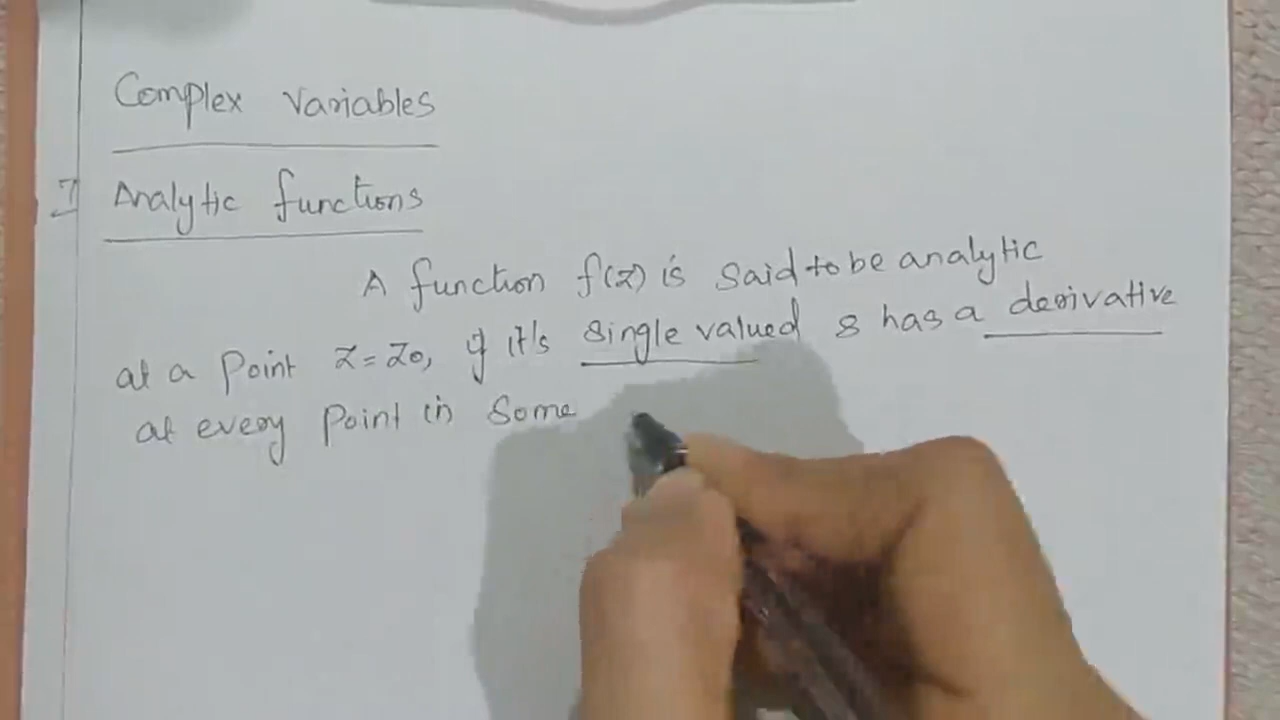 Complex Variables
I Analytic functions
A function f(z) is said to be analytic
at a point z=z0, if it's single valued & has a derivative
at every point in some